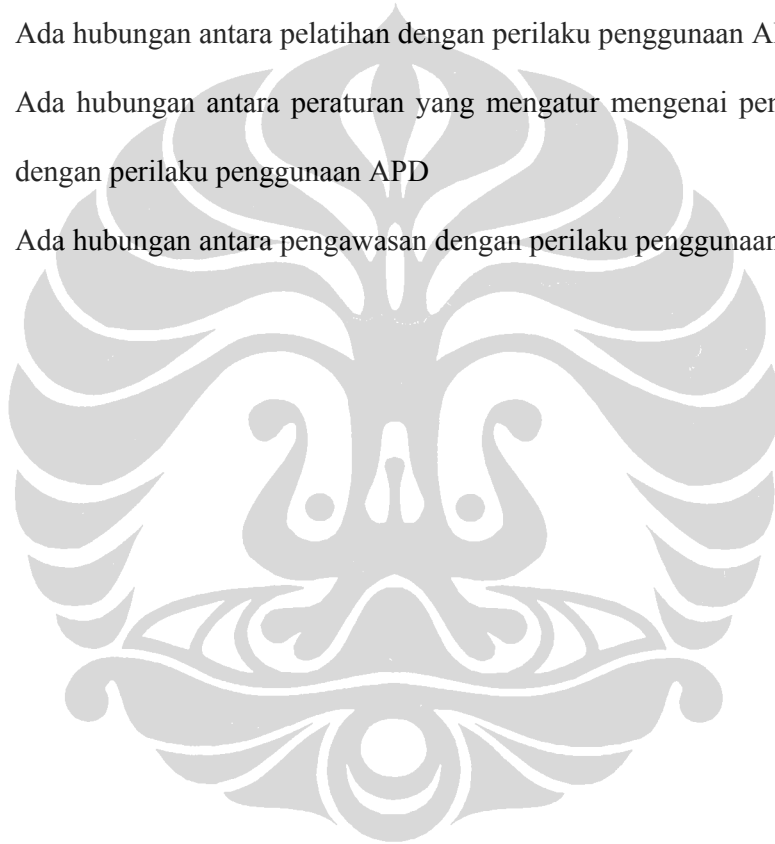 Ada hubungan antara pelatihan dengan perilaku penggunaan
Ada hubungan antara peraturan yang mengatur mengenai
dengan perilaku penggunaan APD
Ada hubungan antara pengawasan dengan perilaku penggunaan